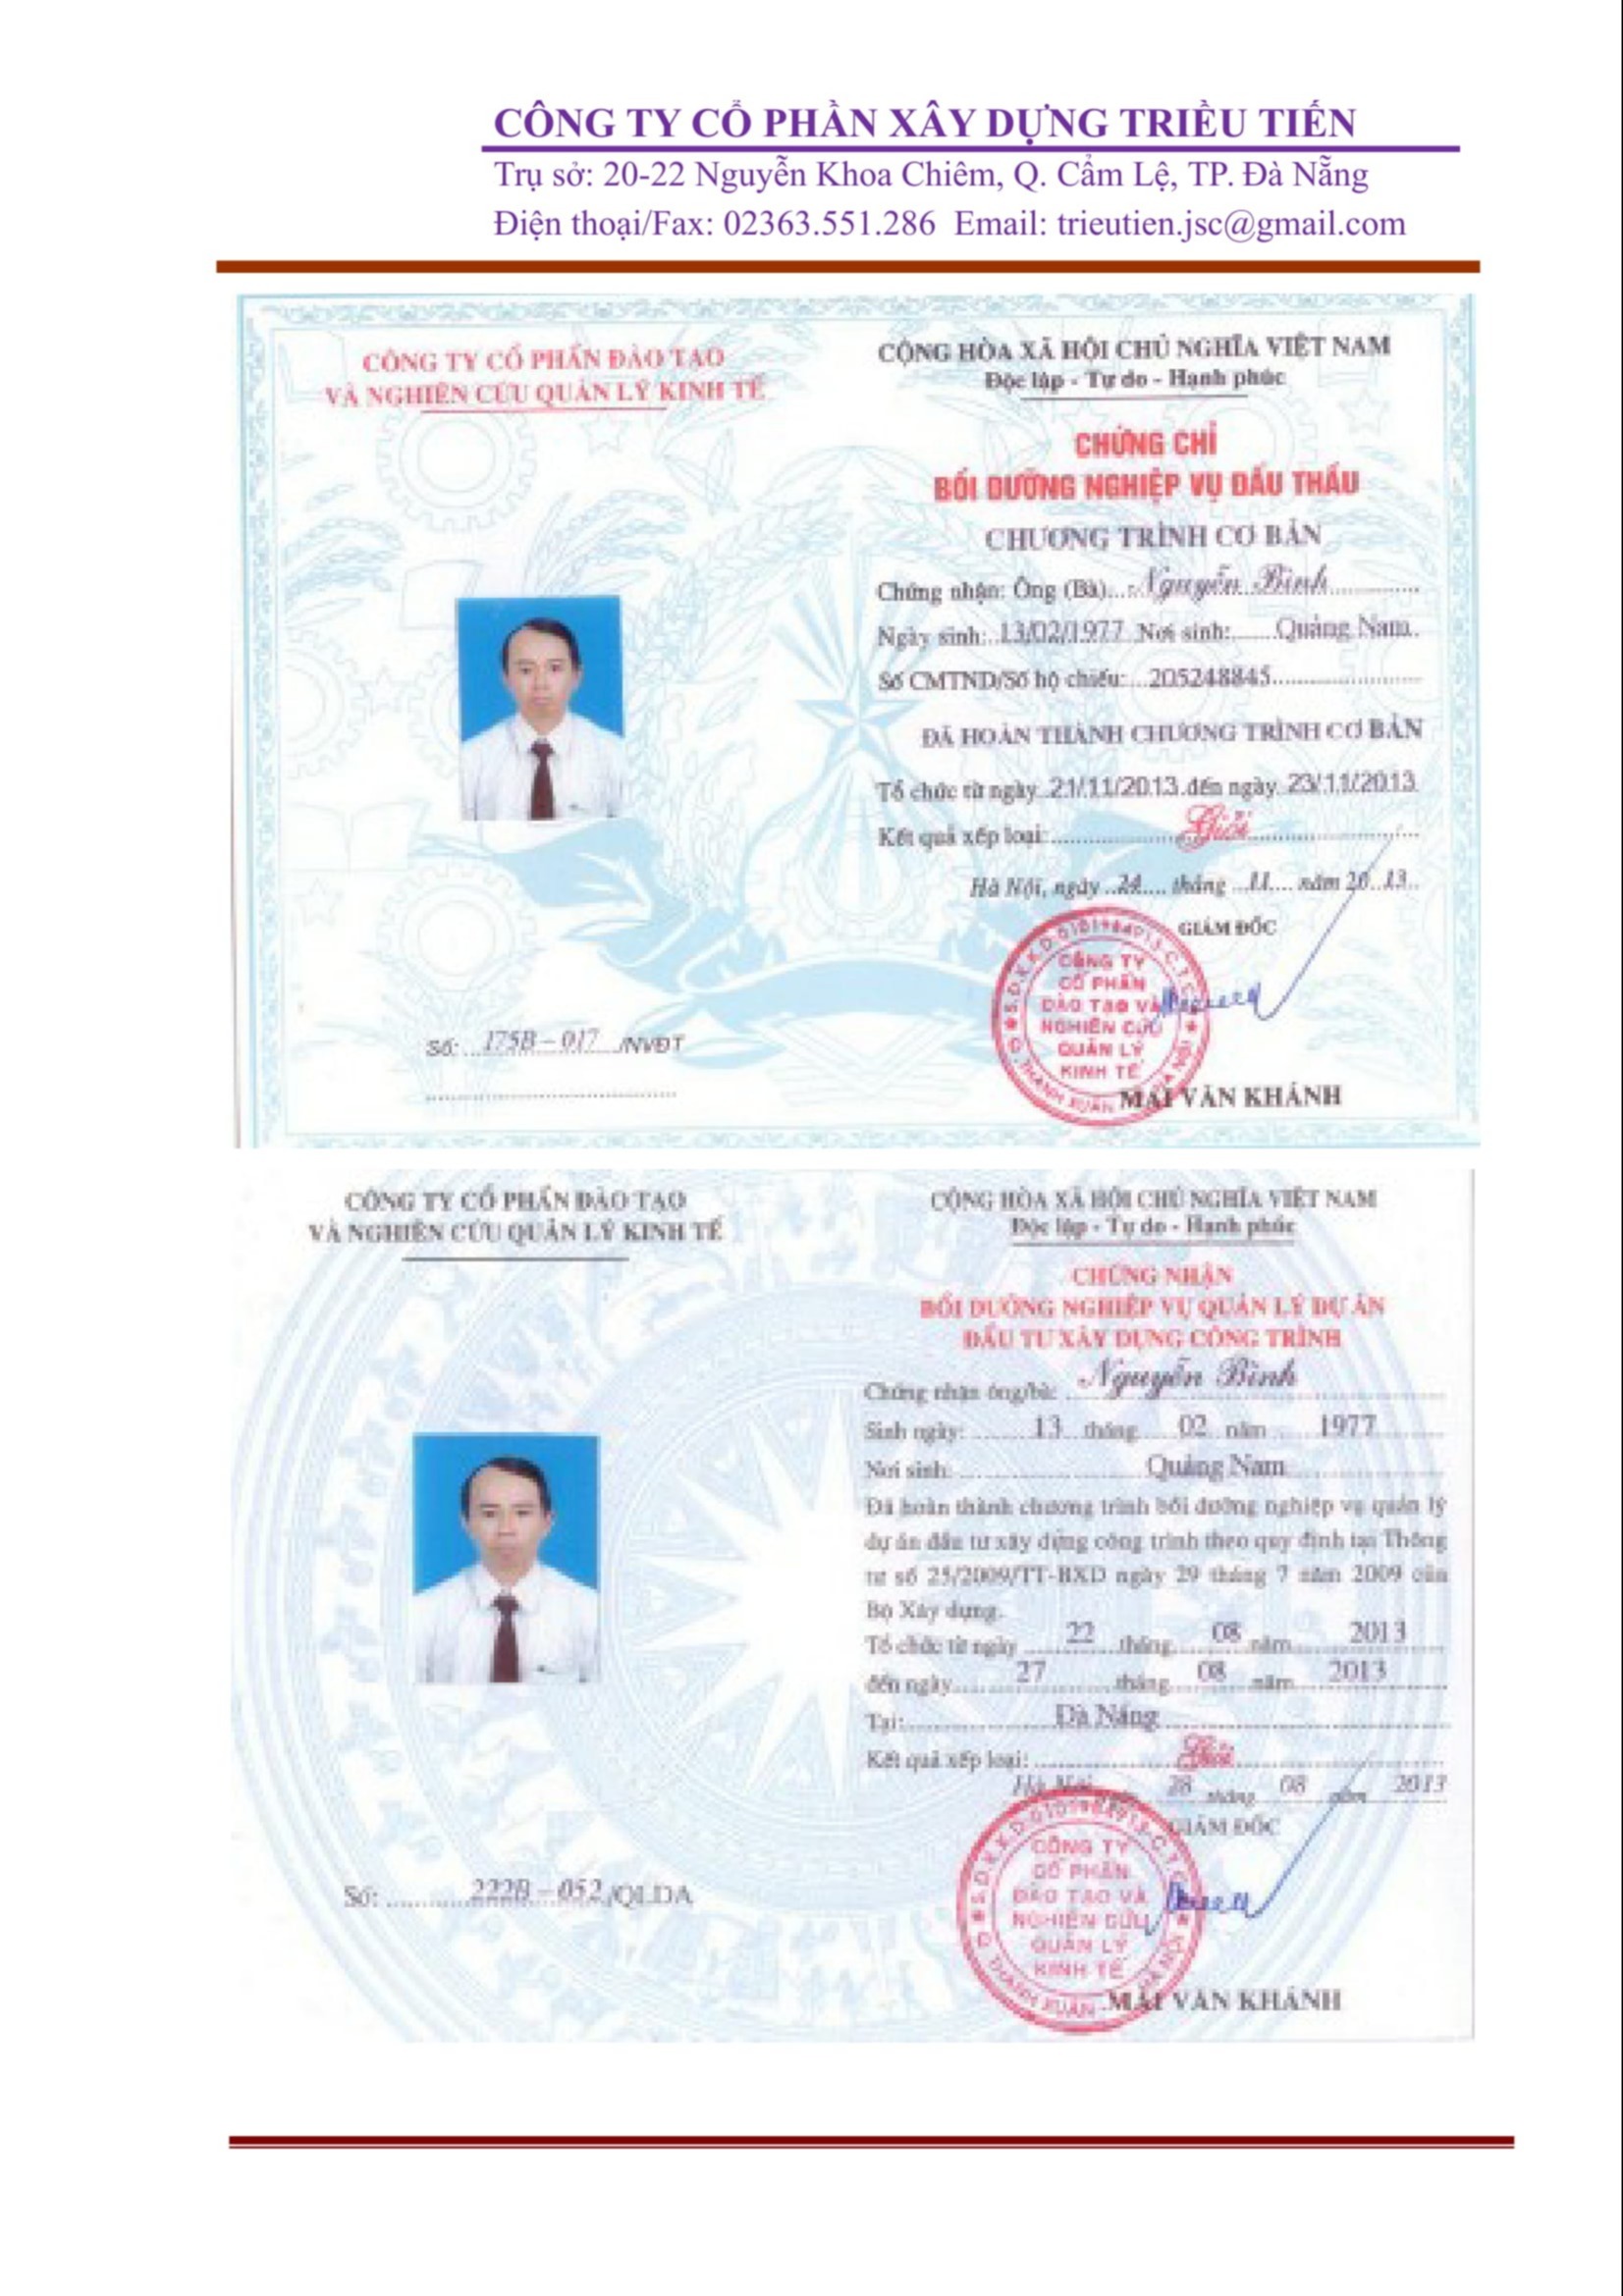 CÔNG TY CỔ PHẦN XÂY DỰNG TRIỀU TIẾN
Trụ sở: 20-22 Nguyễn Khoa Chiêm, Q. Cẩm Lệ, TP. Đà Nẵng
Điện thoại/Fax: 02363.551.286 Email: trieutien.jsc@gmail.com
CÔNG TY CỔ PHẦN ĐÀO TẠO
VÀ NGHIÊN CỨU QUẢN LÝ KINH TẾ
CỘNG HÒA XÃ HỘI CHỦ NGHĨA VIỆT NAM
Độc lập - Tự do - Hạnh phúc
CHỨNG CHỈ
BỒI DƯỠNG NGHIỆP VỤ ĐẤU THẦU
CHƯƠNG TRÌNH CƠ BẢN
Chứng nhận: Ông (Bà)... Nguyễn Bình
Ngày sinh: 13/02/1977 Nơi sinh: Quảng Nam
Số CMTND/Số hộ chiếu: 205248845
ĐÃ HOÀN THÀNH CHƯƠNG TRÌNH CƠ BẢN
Tổ chức từ ngày 21/11/2013 đến ngày 23/11/2013
Kết quả xếp loại: Giỏi
Hà Nội, ngày 24 tháng 11 năm 20 13
GIÁM ĐỐC
S.Đ.K.K.D:0101984913-C.T.C.P
CÔNG TY
CỔ PHẦN
ĐÀO TẠO VÀ
NGHIÊN CỨU
QUẢN LÝ
KINH TẾ
Q. THANH XUÂN - HÀ NỘI
MAI VĂN KHÁNH
Số: 175B - 017 /NVĐT
CÔNG TY CỔ PHẦN ĐÀO TẠO
VÀ NGHIÊN CỨU QUẢN LÝ KINH TẾ
CỘNG HÒA XÃ HỘI CHỦ NGHĨA VIỆT NAM
Độc lập - Tự do - Hạnh phúc
CHỨNG NHẬN
BỒI DƯỠNG NGHIỆP VỤ QUẢN LÝ DỰ ÁN
ĐẦU TƯ XÂY DỰNG CÔNG TRÌNH
Chứng nhận ông/bà: Nguyễn Bình
Sinh ngày: 13 tháng 02 năm 1977
Nơi sinh: Quảng Nam
Đã hoàn thành chương trình bồi dưỡng nghiệp vụ quản lý
dự án đầu tư xây dựng công trình theo quy định tại Thông
tư số 25/2009/TT-BXD ngày 29 tháng 7 năm 2009 của
Bộ Xây dựng.
Tổ chức từ ngày 22 tháng 08 năm 2013
đến ngày 27 tháng 08 năm 2013
Tại: Đà Nẵng
Kết quả xếp loại: Giỏi
Hà Nội, ngày 28 tháng 08 năm 2013
GIÁM ĐỐC
S.Đ.K.K.D:0101984913-C.T.C.P
CÔNG TY
CỔ PHẦN
ĐÀO TẠO VÀ
NGHIÊN CỨU
QUẢN LÝ
KINH TẾ
Q. THANH XUÂN - HÀ NỘI
MAI VĂN KHÁNH
Số: 222B - 052 /QLDA